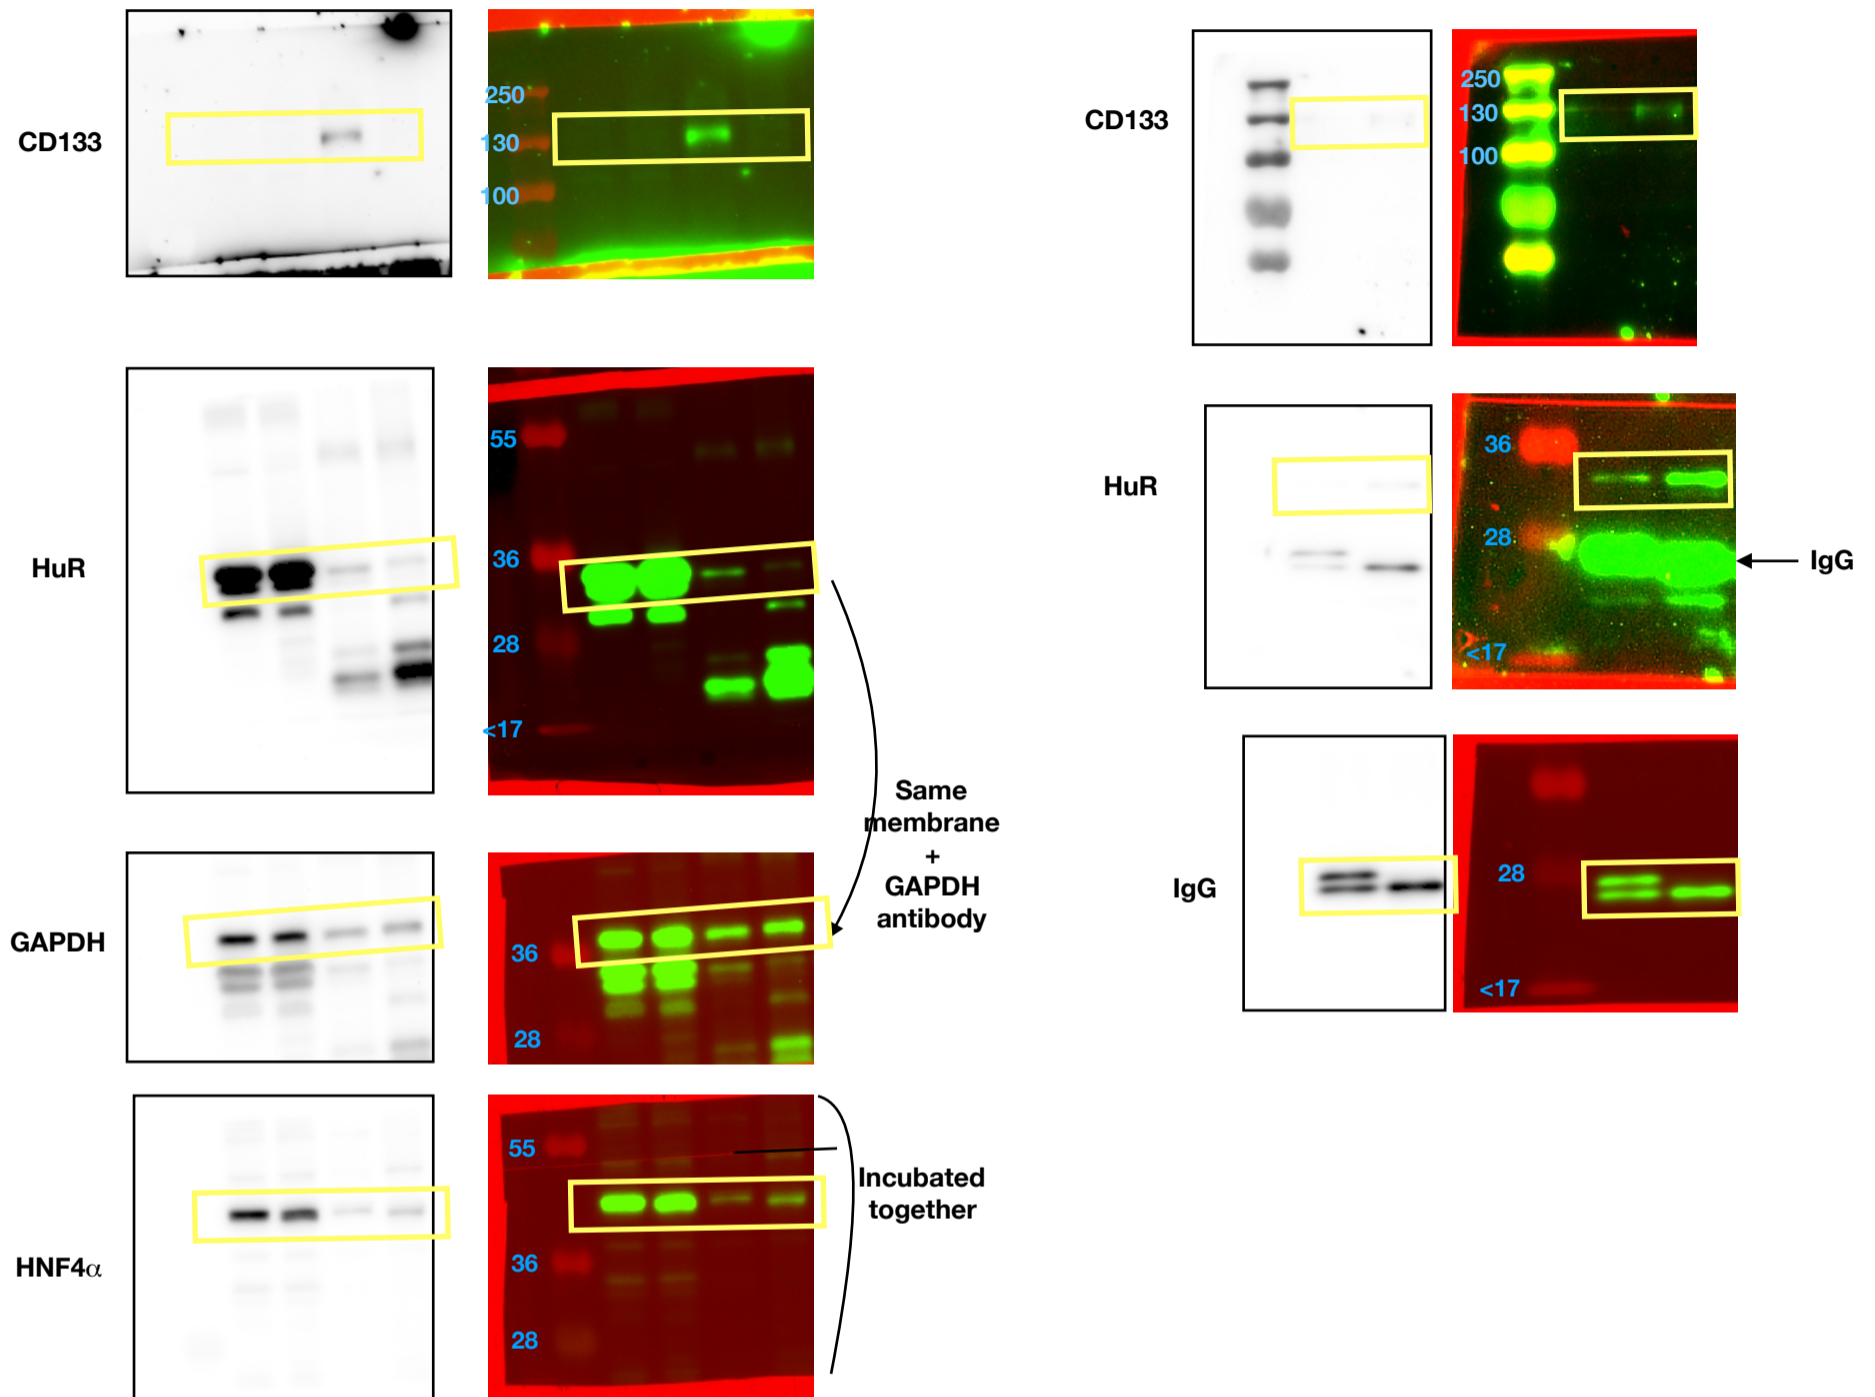 CD133
250
130
100
HuR
55
36
28
<17
Same
membrane
+
GAPDH
antibody
GAPDH
36
28
HNF4α
55
36
28
Incubated
together
CD133
250
130
100
HuR
36
28
<17
IgG
IgG
28
<17